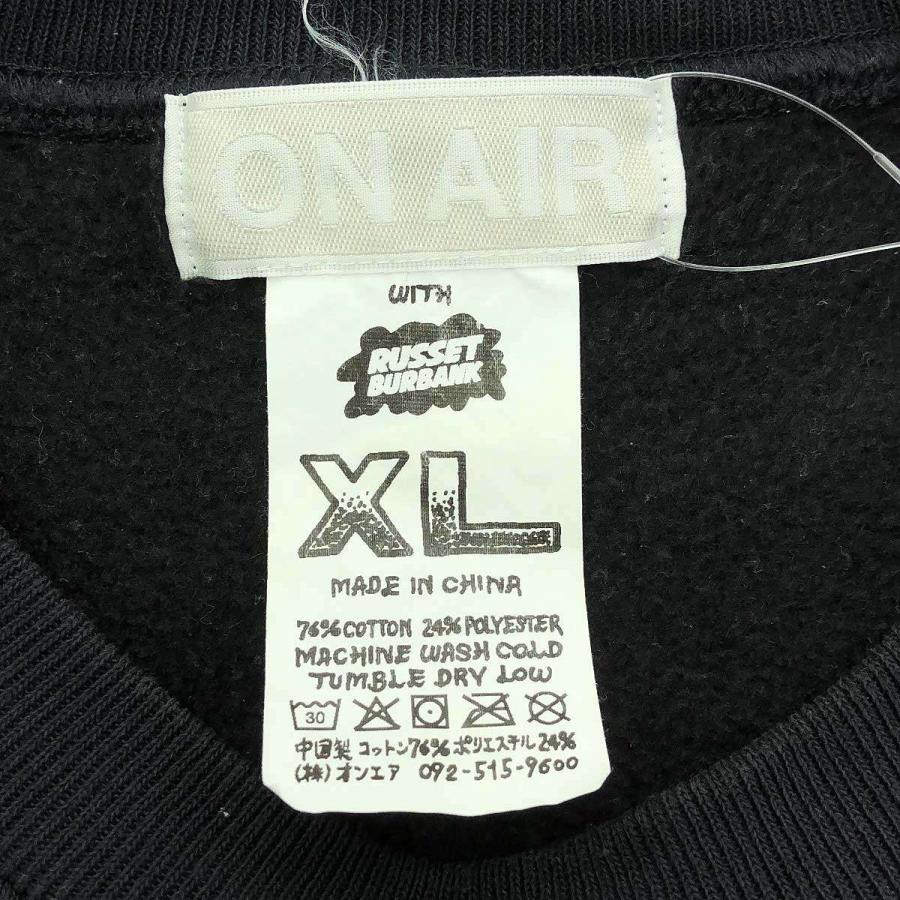 ON AIR
WITH
RUSSET
BURBANK
XL
MADE IN CHINA
76% COTTON 24% POLYESTER
MACHINE WASH COLD
TUMBLE DRY LOW
30
中国製 コットン76% ポリエステル 24%
(株)オンエア 092-515-9600